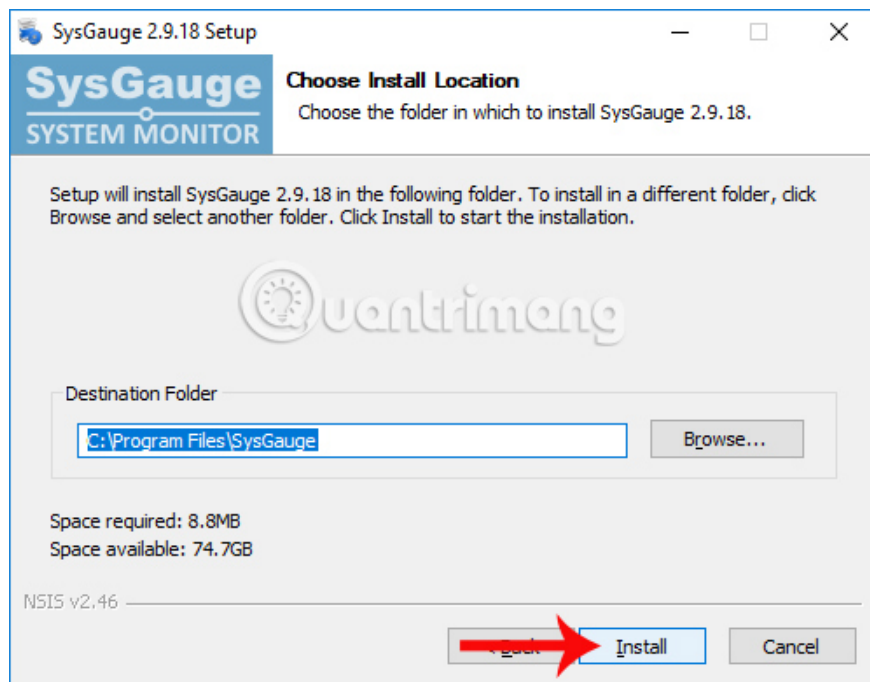 SysGauge 2.9.18 Setup
SysGauge
SYSTEM MONITOR
Choose Install Location
Choose the folder in which to install SysGauge 2.9.18.
Setup will install SysGauge 2.9.18 in the following folder. To install in a different folder, click
Browse and select another folder. Click Install to start the installation.
Quantrimang
Destination Folder
C:\Program Files\SysGauge
Browse...
Space required: 8.8MB
Space available: 74.7GB
NSIS v2.46
< Back
Install
Cancel